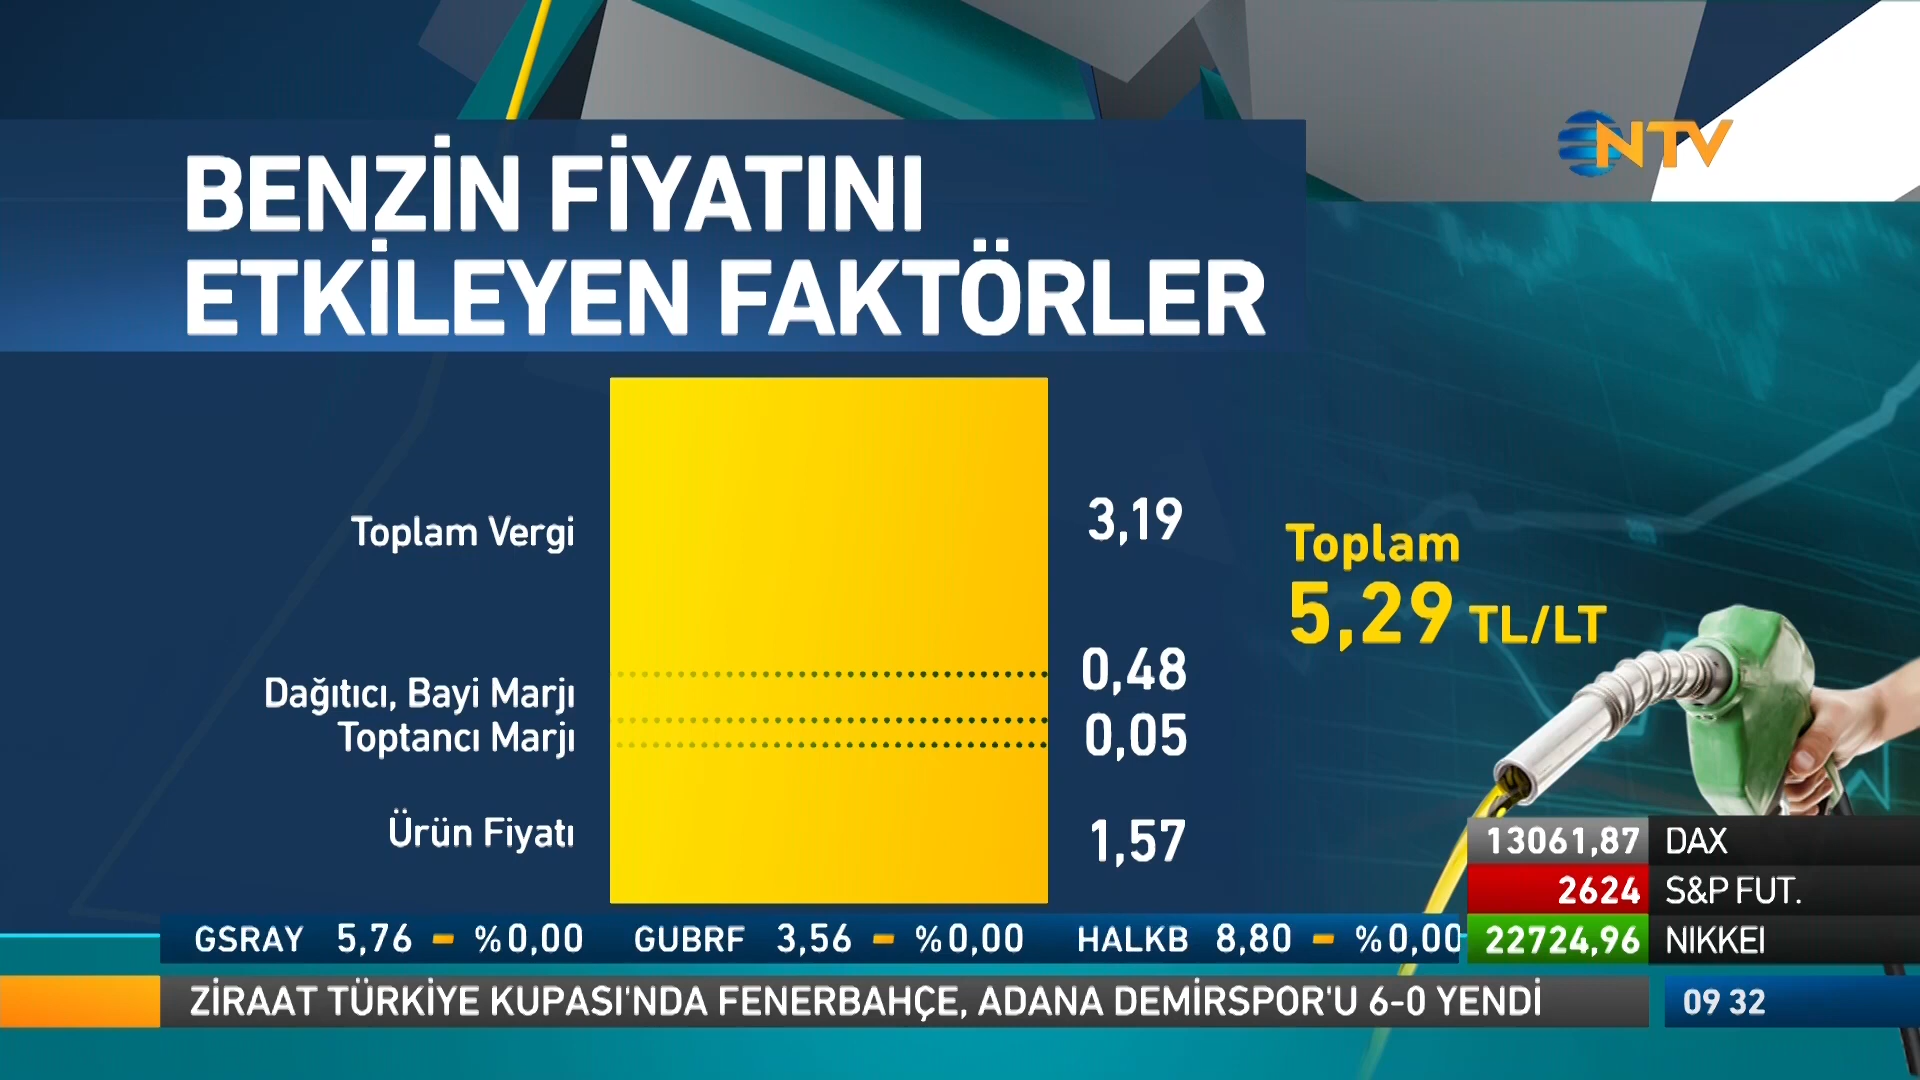 NTV
BENZİN FİYATINI
ETKİLEYEN FAKTÖRLER
Toplam Vergi 3,19
Dağıtıcı, Bayi Marjı 0,48
Toptancı Marjı 0,05
Ürün Fiyatı 1,57
Toplam
5,29 TL/LT
13061,87 DAX
2624 S&P FUT.
22724,96 NIKKEI
GSRAY 5,76 %0,00 GUBRF 3,56 %0,00 HALKB 8,80 %0,00
ZİRAAT TÜRKİYE KUPASI'NDA FENERBAHÇE, ADANA DEMİRSPOR'U 6-0 YENDİ
09 32